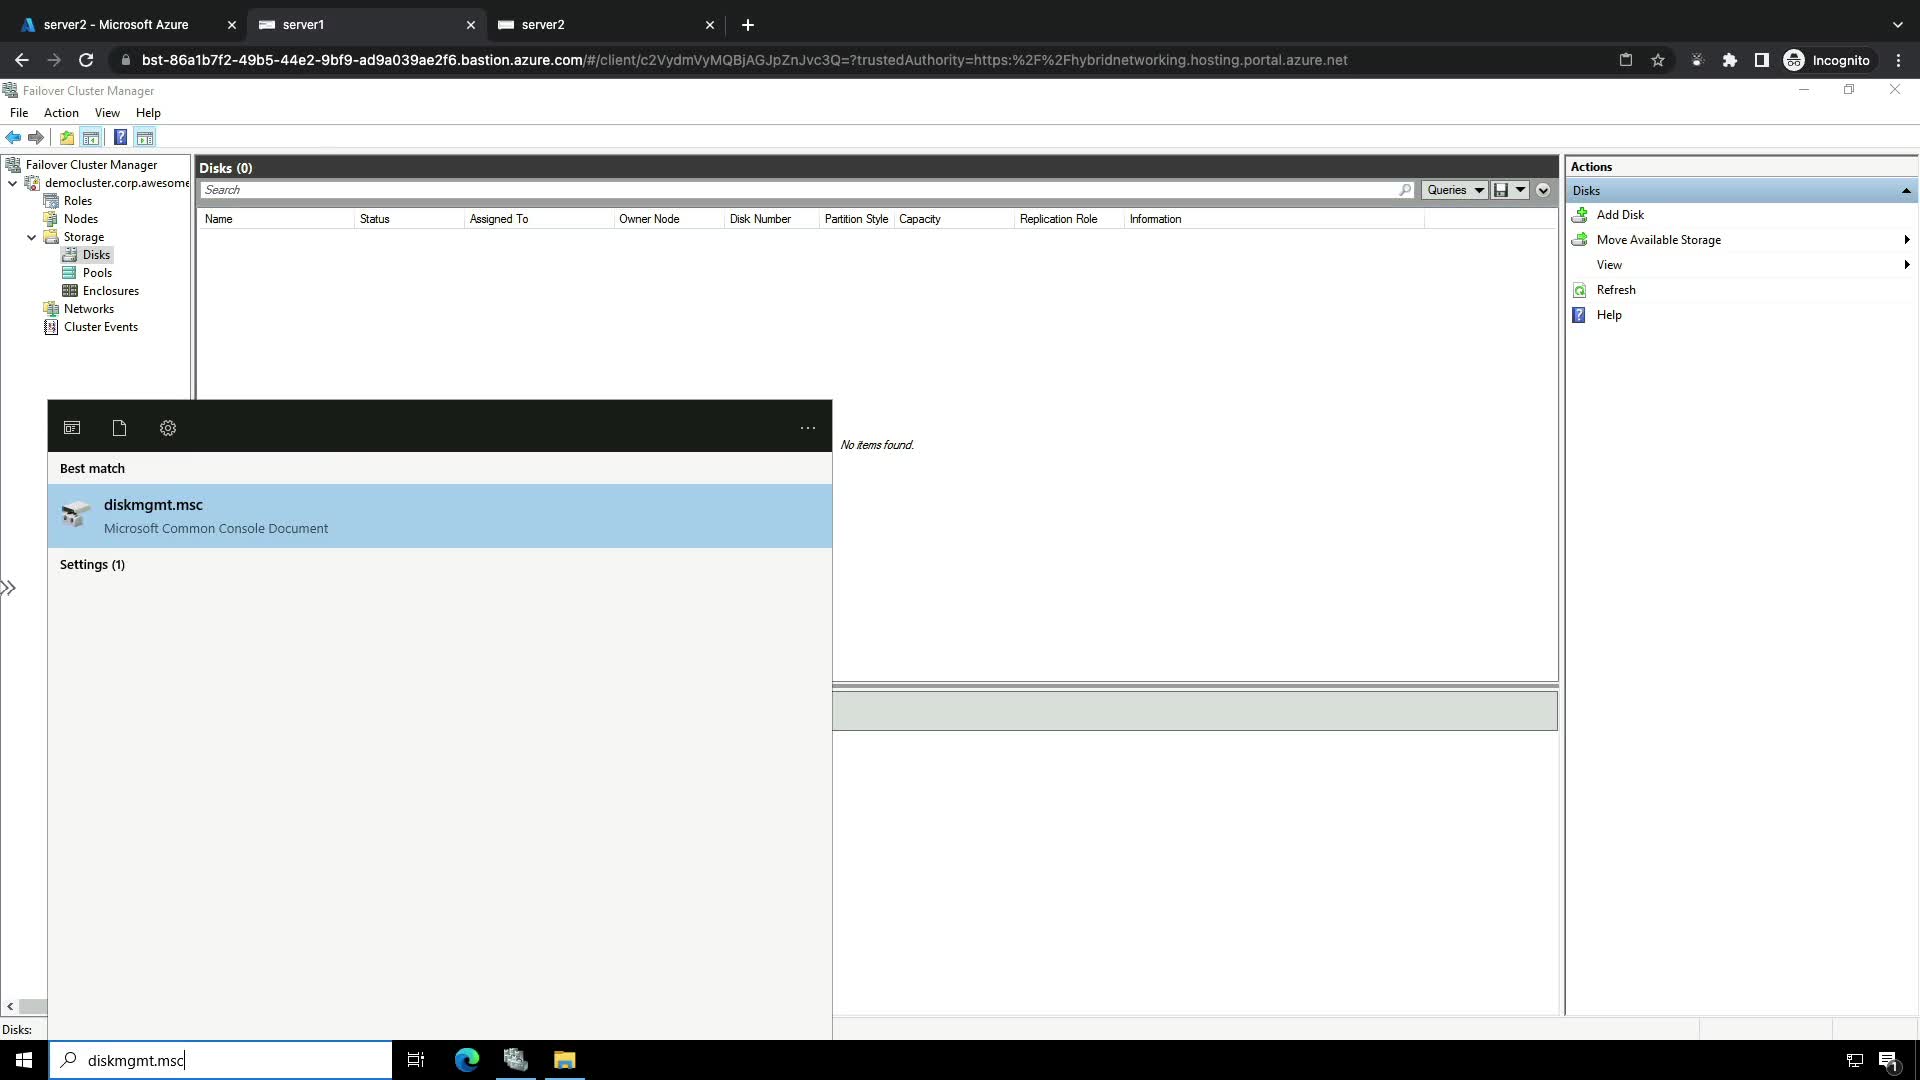 server2 - Microsoft Azure
server1
server2
bst-86a1b7f2-49b5-44e2-9bf9-ad9a039ae2f6.bastion.azure.com/#/client/c2VydmVyMQBjAGJpZnJvc3Q=?trustedAuthority=https:%2F%2Fhybridnetworking.hosting.portal.azure.net
Incognito
Failover Cluster Manager
File Action View Help
Failover Cluster Manager
democluster.corp.awesome
Roles
Nodes
Storage
Disks
Pools
Enclosures
Networks
Cluster Events
Disks (0)
Search
Queries
Name Status Assigned To Owner Node Disk Number Partition Style Capacity Replication Role Information
No items found.
Actions
Disks
Add Disk
Move Available Storage
View
Refresh
Help
Best match
diskmgmt.msc
Microsoft Common Console Document
Settings (1)
Disks:
diskmgmt.msc
1